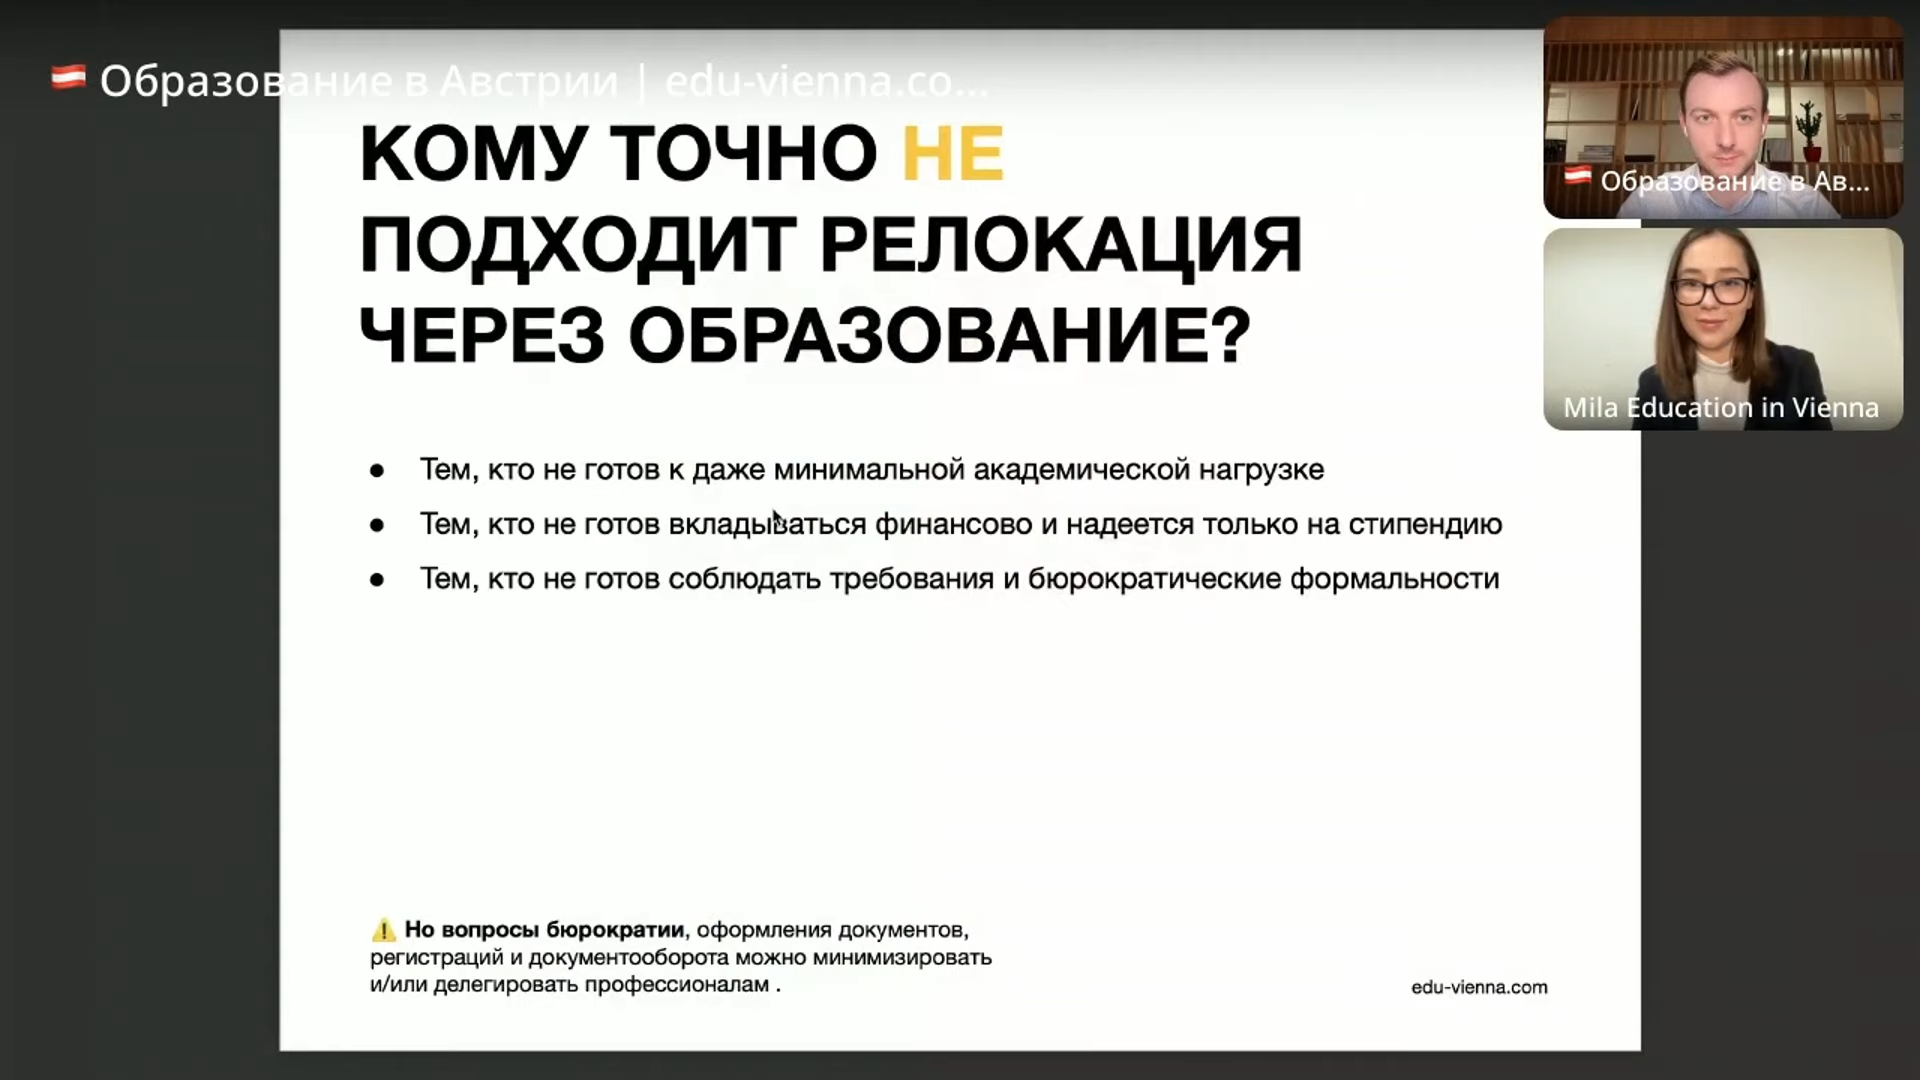 🇦🇹 Образование в Австрии | edu-vienna.co...
КОМУ ТОЧНО НЕ
ПОДХОДИТ РЕЛОКАЦИЯ
ЧЕРЕЗ ОБРАЗОВАНИЕ?
● Тем, кто не готов к даже минимальной академической нагрузке
● Тем, кто не готов вкладываться финансово и надеется только на стипендию
● Тем, кто не готов соблюдать требования и бюрократические формальности
⚠️ Но вопросы бюрократии, оформления документов,
регистраций и документооборота можно минимизировать
и/или делегировать профессионалам .
edu-vienna.com
🇦🇹 Образование в Ав...
Mila Education in Vienna